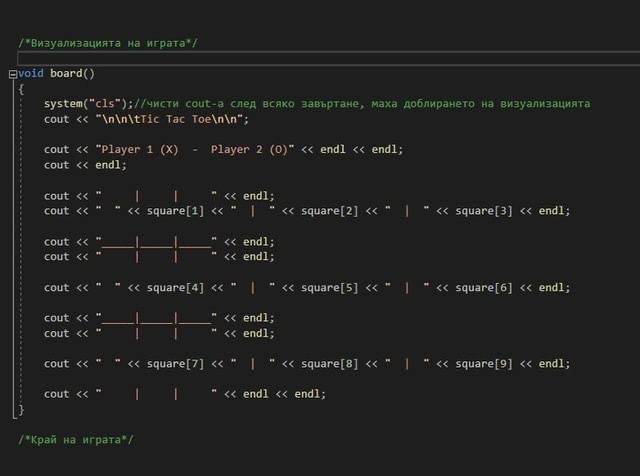 /*Визуализацията на играта*/
void board()
{
system("cls");//чисти cout-а след всяко завъртане, маха доблирането на визуализацията
cout << "\n\n\tTic Tac Toe\n\n";
cout << "Player 1 (X)  -  Player 2 (O)" << endl << endl;
cout << endl;
cout << "     |     |     " << endl;
cout << "  " << square[1] << "  |  " << square[2] << "  |  " << square[3] << endl;
cout << "_____|_____|_____" << endl;
cout << "     |     |     " << endl;
cout << "  " << square[4] << "  |  " << square[5] << "  |  " << square[6] << endl;
cout << "_____|_____|_____" << endl;
cout << "     |     |     " << endl;
cout << "  " << square[7] << "  |  " << square[8] << "  |  " << square[9] << endl;
cout << "     |     |     " << endl << endl;
}
/*Край на играта*/